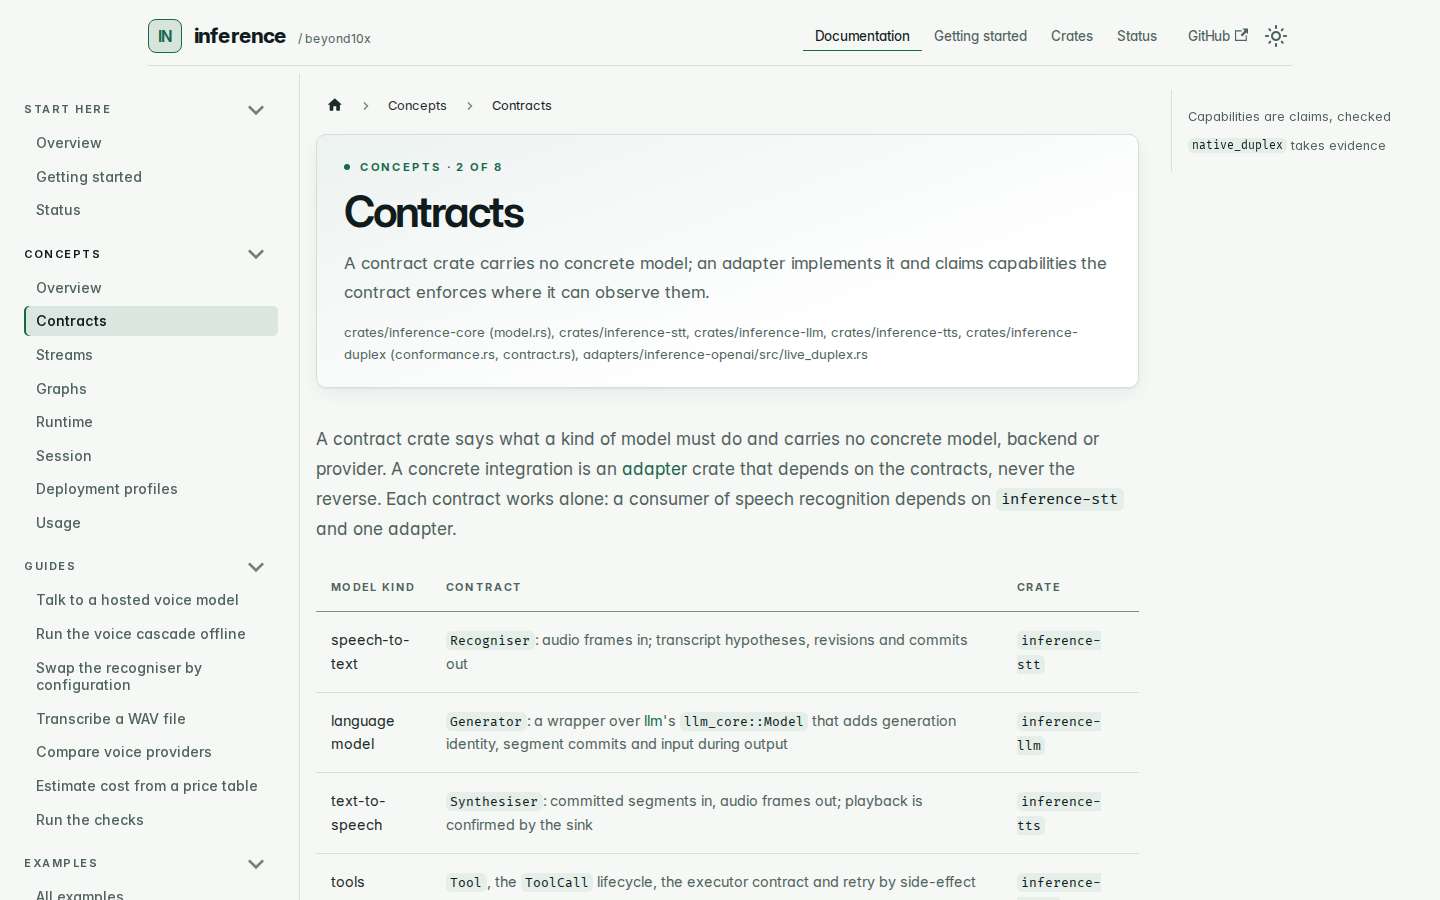 IN inference / beyond10x
Documentation Getting started Crates Status GitHub
START HERE
Overview
Getting started
Status
CONCEPTS
Overview
Contracts
Streams
Graphs
Runtime
Session
Deployment profiles
Usage
GUIDES
Talk to a hosted voice model
Run the voice cascade offline
Swap the recogniser by
configuration
Transcribe a WAV file
Compare voice providers
Estimate cost from a price table
Run the checks
EXAMPLES
All examples
Concepts Contracts
CONCEPTS · 2 OF 8
Contracts
A contract crate carries no concrete model; an adapter implements it and claims capabilities the
contract enforces where it can observe them.
crates/inference-core (model.rs), crates/inference-stt, crates/inference-llm, crates/inference-tts, crates/inference-
duplex (conformance.rs, contract.rs), adapters/inference-openai/src/live_duplex.rs
A contract crate says what a kind of model must do and carries no concrete model, backend or
provider. A concrete integration is an adapter crate that depends on the contracts, never the
reverse. Each contract works alone: a consumer of speech recognition depends on inference-stt
and one adapter.
MODEL KIND CONTRACT CRATE
speech-to-
text
Recogniser: audio frames in; transcript hypotheses, revisions and commits
out
inference-
stt
language
model
Generator: a wrapper over llm's llm_core::Model that adds generation
identity, segment commits and input during output
inference-
llm
text-to-
speech
Synthesiser: committed segments in, audio frames out; playback is
confirmed by the sink
inference-
tts
tools
Tool, the ToolCall lifecycle, the executor contract and retry by side-effect
inference-
Capabilities are claims, checked
native_duplex takes evidence